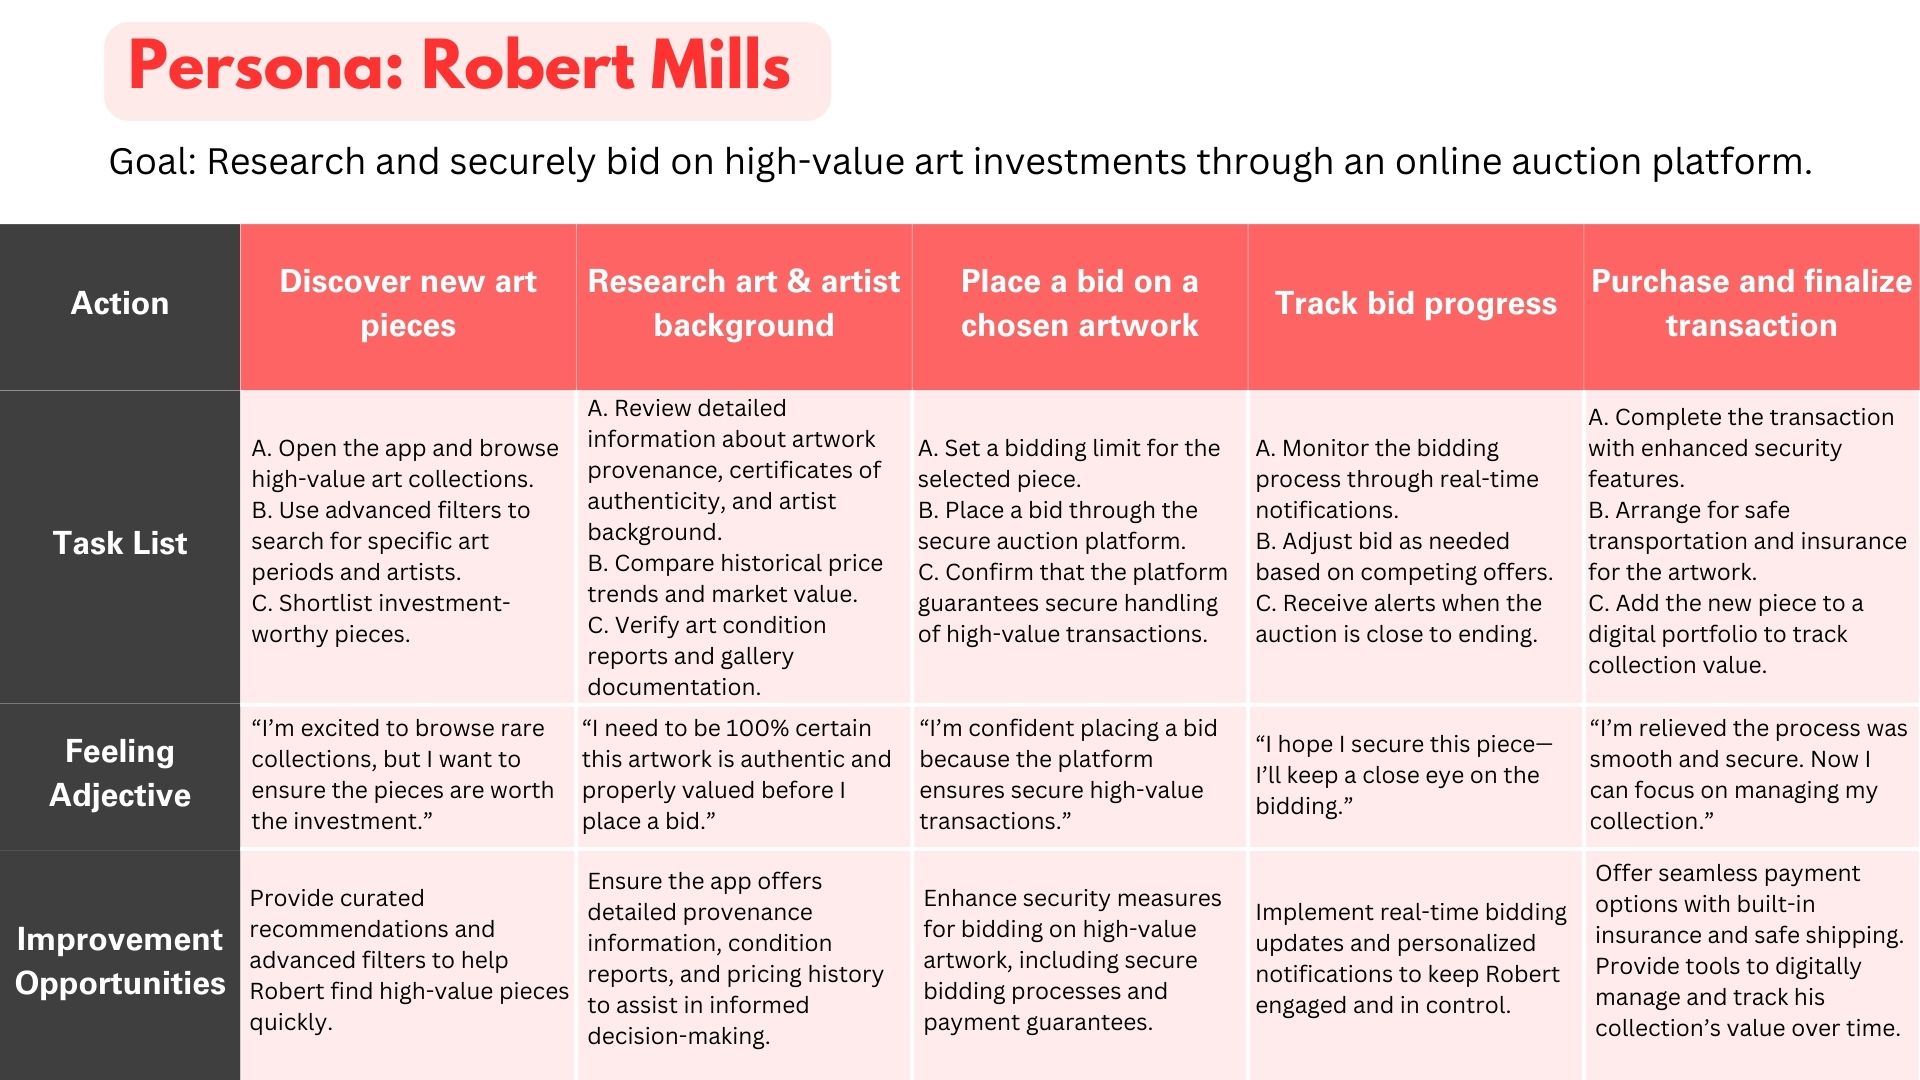 Persona: Robert Mills
Goal: Research and securely bid on high-value art investments through an online auction platform.
Action
Discover new art
pieces
Research art & artist
background
Place a bid on a
chosen artwork
Track bid progress
Purchase and finalize
transaction
Task List
A. Open the app and browse
high-value art collections.
B. Use advanced filters to
search for specific art
periods and artists.
C. Shortlist investment-
worthy pieces.
A. Review detailed
information about artwork
provenance, certificates of
authenticity, and artist
background.
B. Compare historical price
trends and market value.
C. Verify art condition
reports and gallery
documentation.
A. Set a bidding limit for the
selected piece.
B. Place a bid through the
secure auction platform.
C. Confirm that the platform
guarantees secure handling
of high-value transactions.
A. Monitor the bidding
process through real-time
notifications.
B. Adjust bid as needed
based on competing offers.
C. Receive alerts when the
auction is close to ending.
A. Complete the transaction
with enhanced security
features.
B. Arrange for safe
transportation and insurance
for the artwork.
C. Add the new piece to a
digital portfolio to track
collection value.
Feeling
Adjective
“I’m excited to browse rare
collections, but I want to
ensure the pieces are worth
the investment.”
“I need to be 100% certain
this artwork is authentic and
properly valued before I
place a bid.”
“I’m confident placing a bid
because the platform
ensures secure high-value
transactions.”
“I hope I secure this piece—
I’ll keep a close eye on the
bidding.”
“I’m relieved the process was
smooth and secure. Now I
can focus on managing my
collection.”
Improvement
Opportunities
Provide curated
recommendations and
advanced filters to help
Robert find high-value pieces
quickly.
Ensure the app offers
detailed provenance
information, condition
reports, and pricing history
to assist in informed
decision-making.
Enhance security measures
for bidding on high-value
artwork, including secure
bidding processes and
payment guarantees.
Implement real-time bidding
updates and personalized
notifications to keep Robert
engaged and in control.
Offer seamless payment
options with built-in
insurance and safe shipping.
Provide tools to digitally
manage and track his
collection’s value over time.